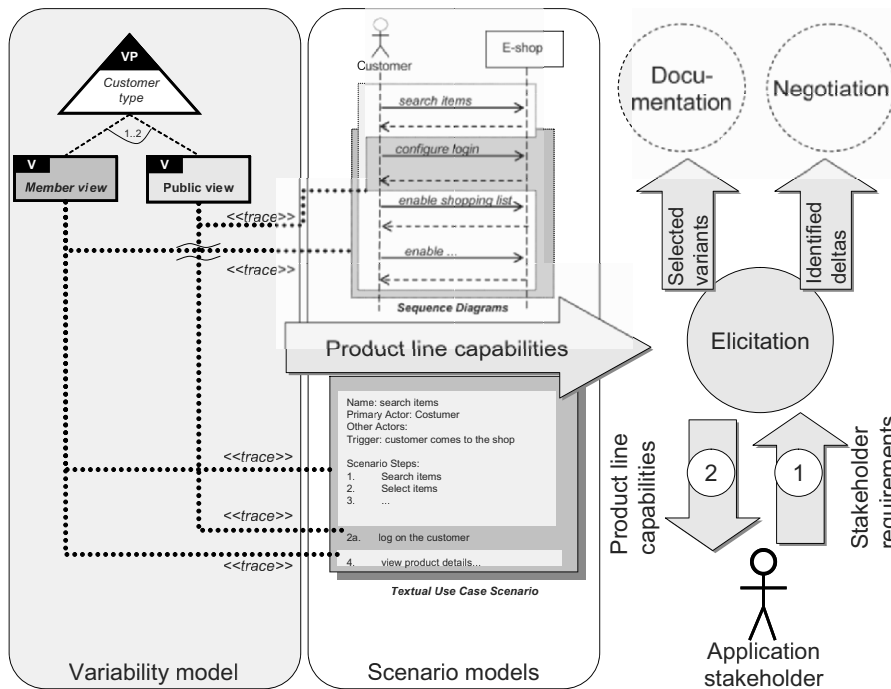 VP
Customer
type
1..2
V
Member view
V
Public view
<<trace>>
<<trace>>
<<trace>>
<<trace>>
<<trace>>
Variability model
Customer
E-shop
search items
configure login
enable shopping list
enable ...
Sequence Diagrams
Product line capabilities
Name: search items
Primary Actor: Costumer
Other Actors:
Trigger: customer comes to the shop
Scenario Steps:
1. Search items
2. Select items
3. ...
2a. log on the customer
4. view product details...
Textual Use Case Scenario
Scenario models
Docu-
mentation
Negotiation
Selected
variants
Identified
deltas
Elicitation
Product line
capabilities
2
1
Stakeholder
requirements
Application
stakeholder